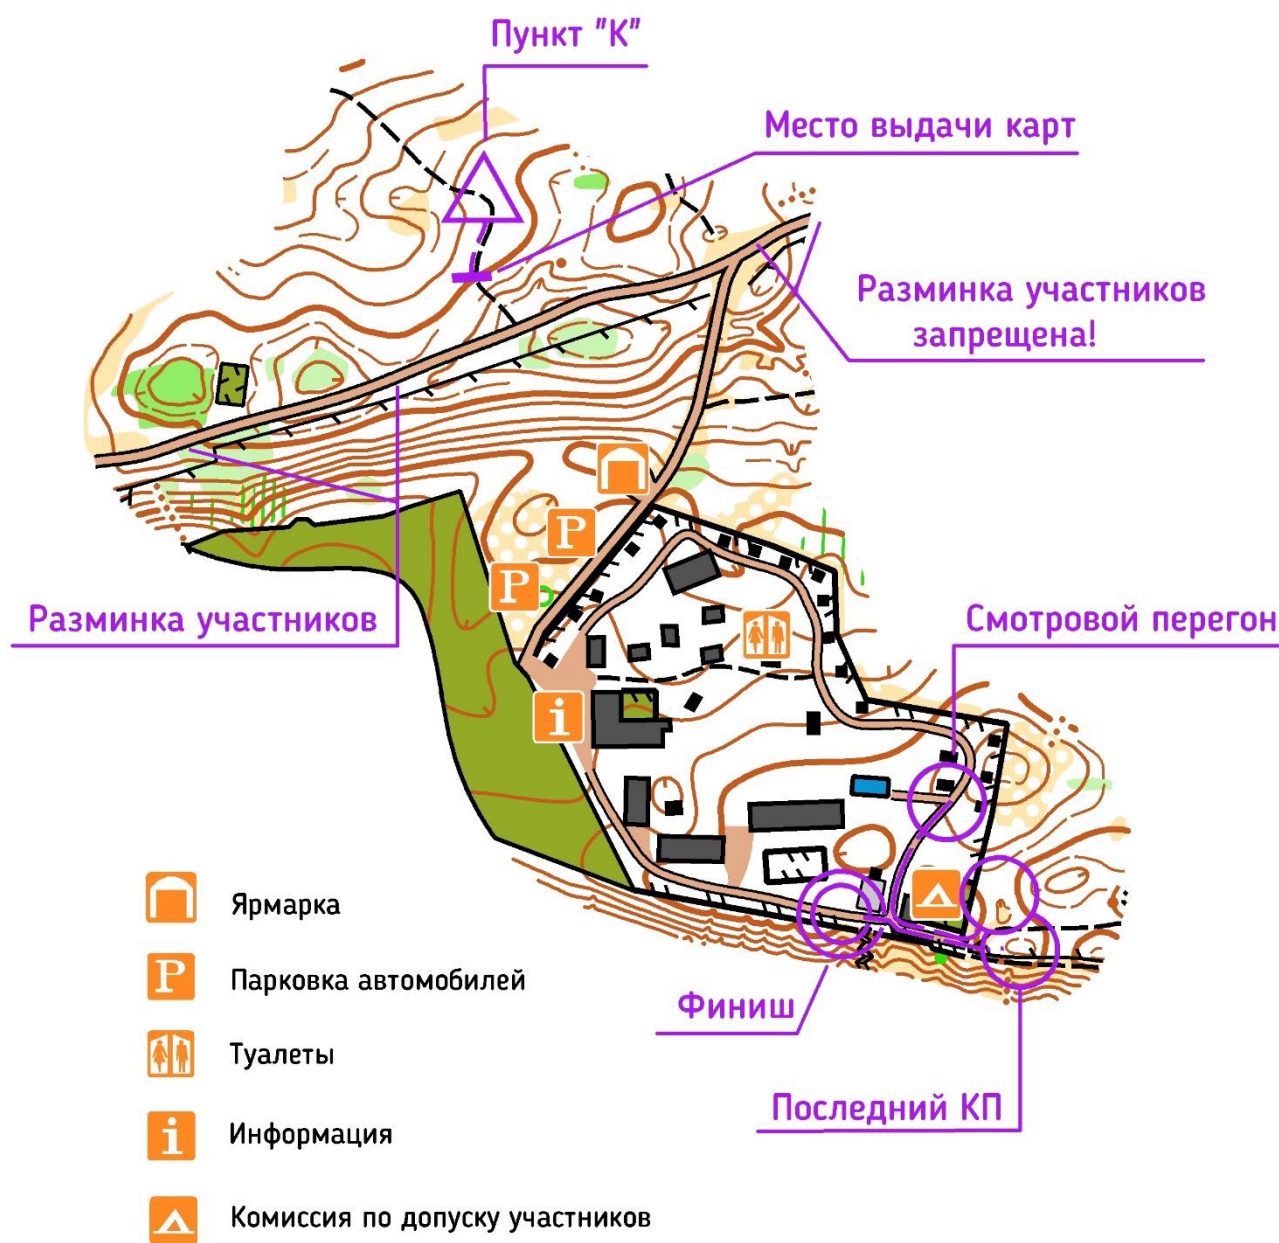 Пункт "К"
Место выдачи карт
Разминка участников
запрещена!
P
P
Разминка участников
Смотровой перегон
i
Ярмарка
P Парковка автомобилей
Финиш
Туалеты
Последний КП
i Информация
Комиссия по допуску участников